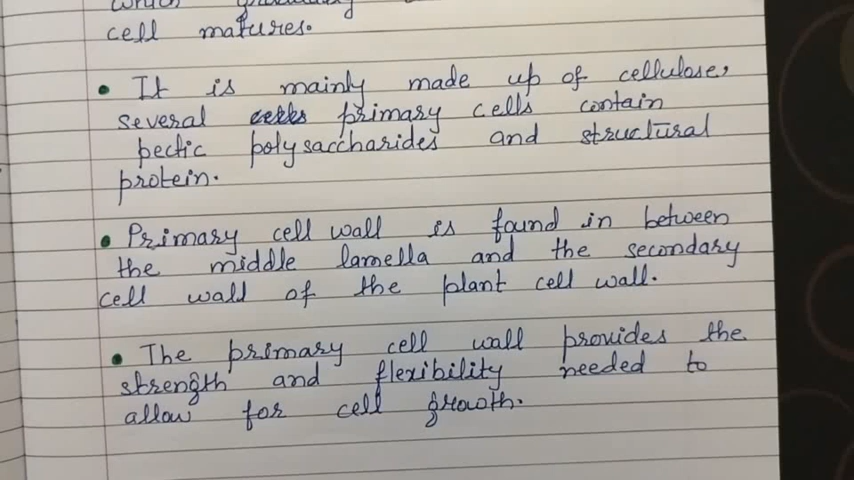 which
cell matures.
• It is mainly made up of cellulose,
several cells primary cells contain
pectic polysaccharides and structural
protein.
• Primary cell wall is found in between
the middle lamella and the secondary
cell wall of the plant cell wall.
• The primary cell wall provides the
strength and flexibility needed to
allow for cell growth.